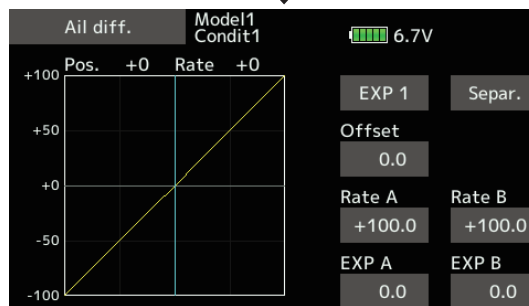 Ail diff.
Model1
Condit1
6.7V
Pos. +0 Rate +0
+100
+50
+0
-50
-100
EXP 1
Separ.
Offset
0.0
Rate A Rate B
+100.0 +100.0
EXP A EXP B
0.0 0.0